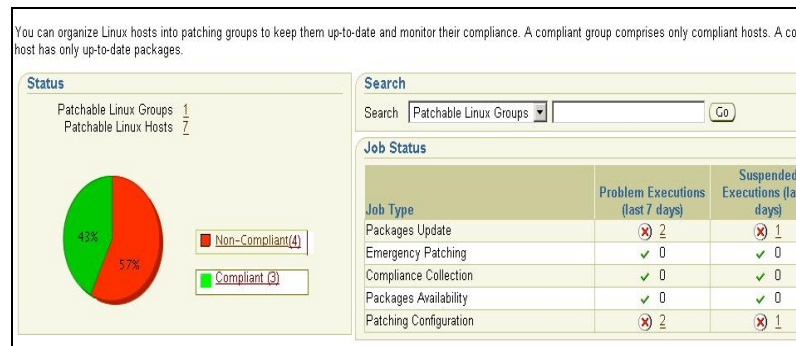 You can organize Linux hosts into patching groups to keep them up-to-date and monitor their compliance. A compliant group comprises only compliant hosts. A co
host has only up-to-date packages.
Status
Patchable Linux Groups 1
Patchable Linux Hosts 7
43%
57%
Non-Compliant(4)
Compliant (3)
Search
Search Patchable Linux Groups Go
Job Status
Job Type Problem Executions (last 7 days) Suspended Executions (la days)
Packages Update 2 1
Emergency Patching 0 0
Compliance Collection 0 0
Packages Availability 0 0
Patching Configuration 2 1